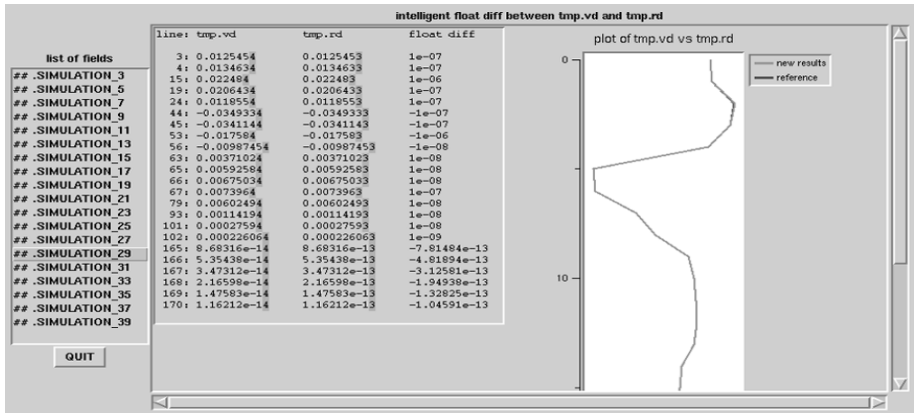 intelligent float diff between tmp.vd and tmp.rd
list of fields
## .SIMULATION_3
## .SIMULATION_5
## .SIMULATION_7
## .SIMULATION_9
## .SIMULATION_11
## .SIMULATION_13
## .SIMULATION_15
## .SIMULATION_17
## .SIMULATION_19
## .SIMULATION_21
## .SIMULATION_23
## .SIMULATION_25
## .SIMULATION_27
## .SIMULATION_29
## .SIMULATION_31
## .SIMULATION_33
## .SIMULATION_35
## .SIMULATION_37
## .SIMULATION_39
QUIT
line: tmp.vd tmp.rd float diff
3: 0.0125454 0.0125453 1e-07
4: 0.0134634 0.0134633 1e-07
15: 0.022484 0.022483 1e-06
19: 0.0206434 0.0206433 1e-07
24: 0.0118554 0.0118553 1e-07
44: -0.0349334 -0.0349333 -1e-07
45: -0.0341144 -0.0341143 -1e-07
53: -0.017584 -0.017583 -1e-06
56: -0.00987454 -0.00987453 -1e-08
63: 0.00371024 0.00371023 1e-08
65: 0.00592584 0.00592583 1e-08
66: 0.00675034 0.00675033 1e-08
67: 0.0073964 0.0073963 1e-07
79: 0.00602494 0.00602493 1e-08
93: 0.00114194 0.00114193 1e-08
101: 0.00027594 0.00027593 1e-08
102: 0.000226064 0.000226063 1e-09
165: 8.68316e-14 8.68316e-13 -7.81484e-13
166: 5.35438e-14 5.35438e-13 -4.81894e-13
167: 3.47312e-14 3.47312e-13 -3.12581e-13
168: 2.16598e-14 2.16598e-13 -1.94938e-13
169: 1.47583e-14 1.47583e-13 -1.32825e-13
170: 1.16212e-14 1.16212e-13 -1.04591e-13
plot of tmp.vd vs tmp.rd
0
10
new results
reference